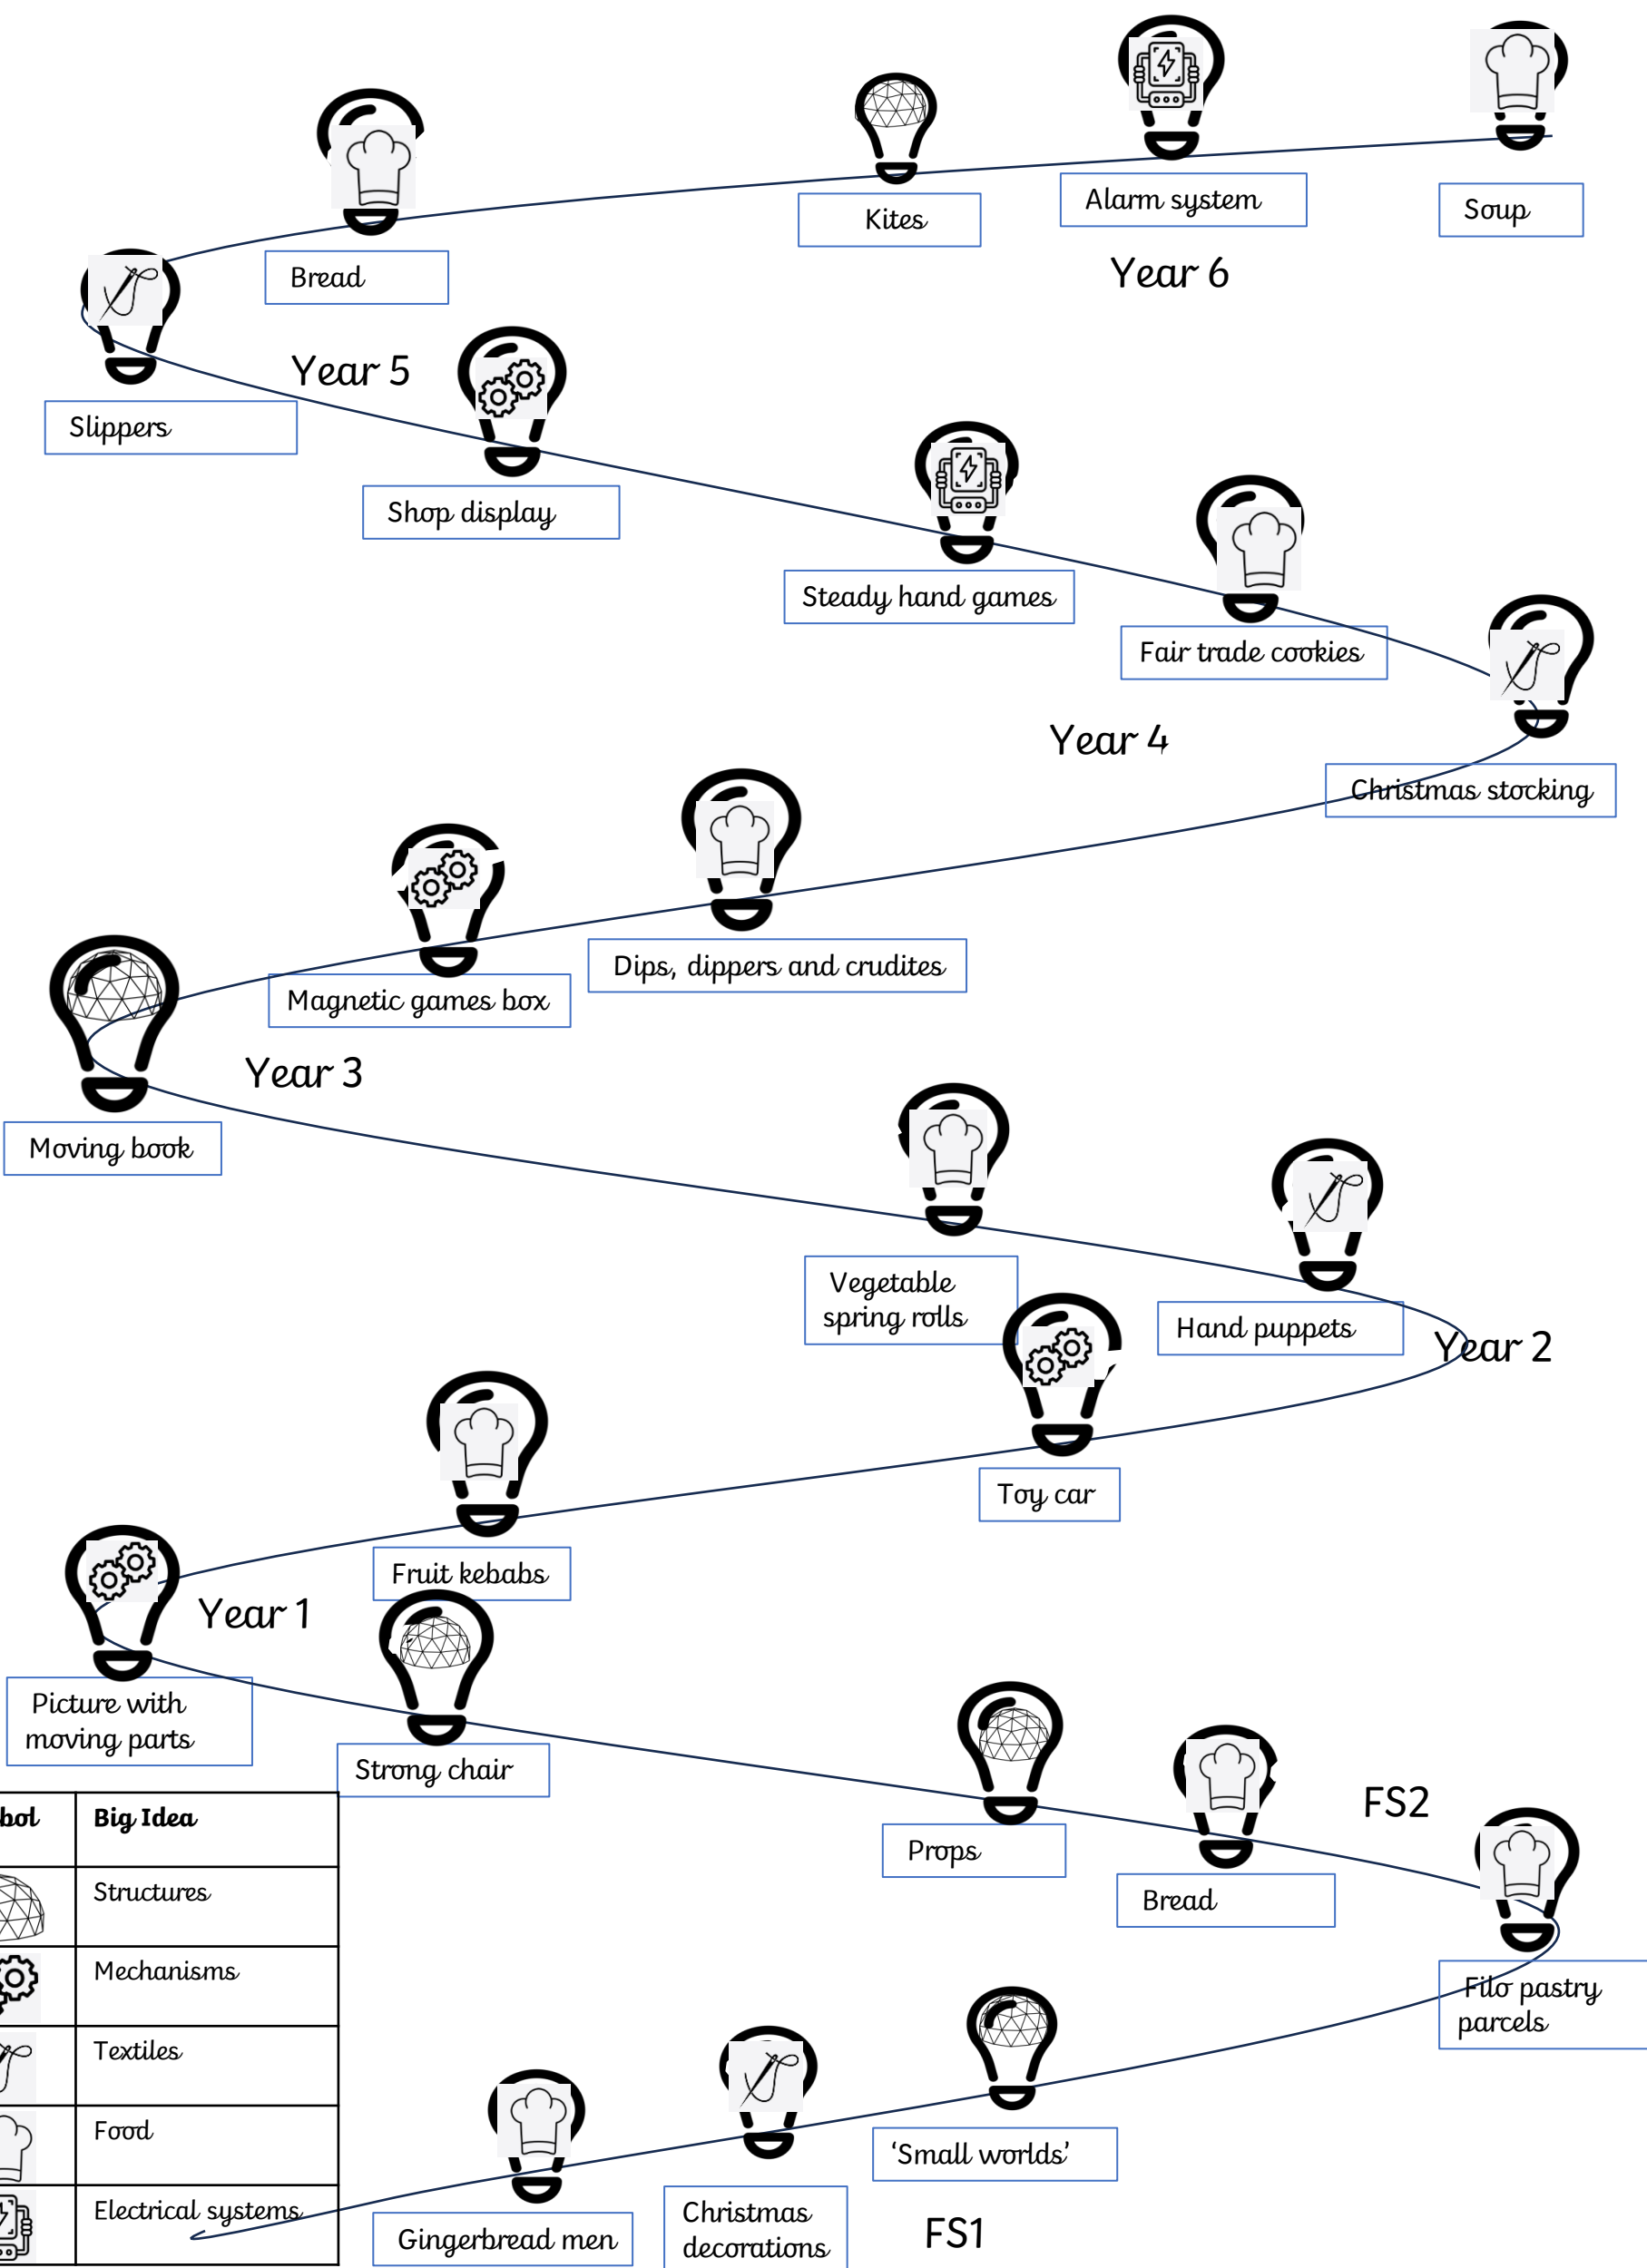 Kites
Alarm system
Soup
Bread
Year 6
Year 5
Slippers
Shop display
Steady hand games
Fair trade cookies
Year 4
Christmas stocking
Dips, dippers and crudites
Magnetic games box
Year 3
Moving book
Vegetable
spring rolls
Hand puppets
Year 2
Toy car
Fruit kebabs
Year 1
Picture with
moving parts
Strong chair
Props
Bread
FS2
Filo pastry
parcels
bol Big Idea
Structures
Mechanisms
Textiles
Food
Electrical systems
'Small worlds'
Christmas
decorations
Gingerbread men
FS1